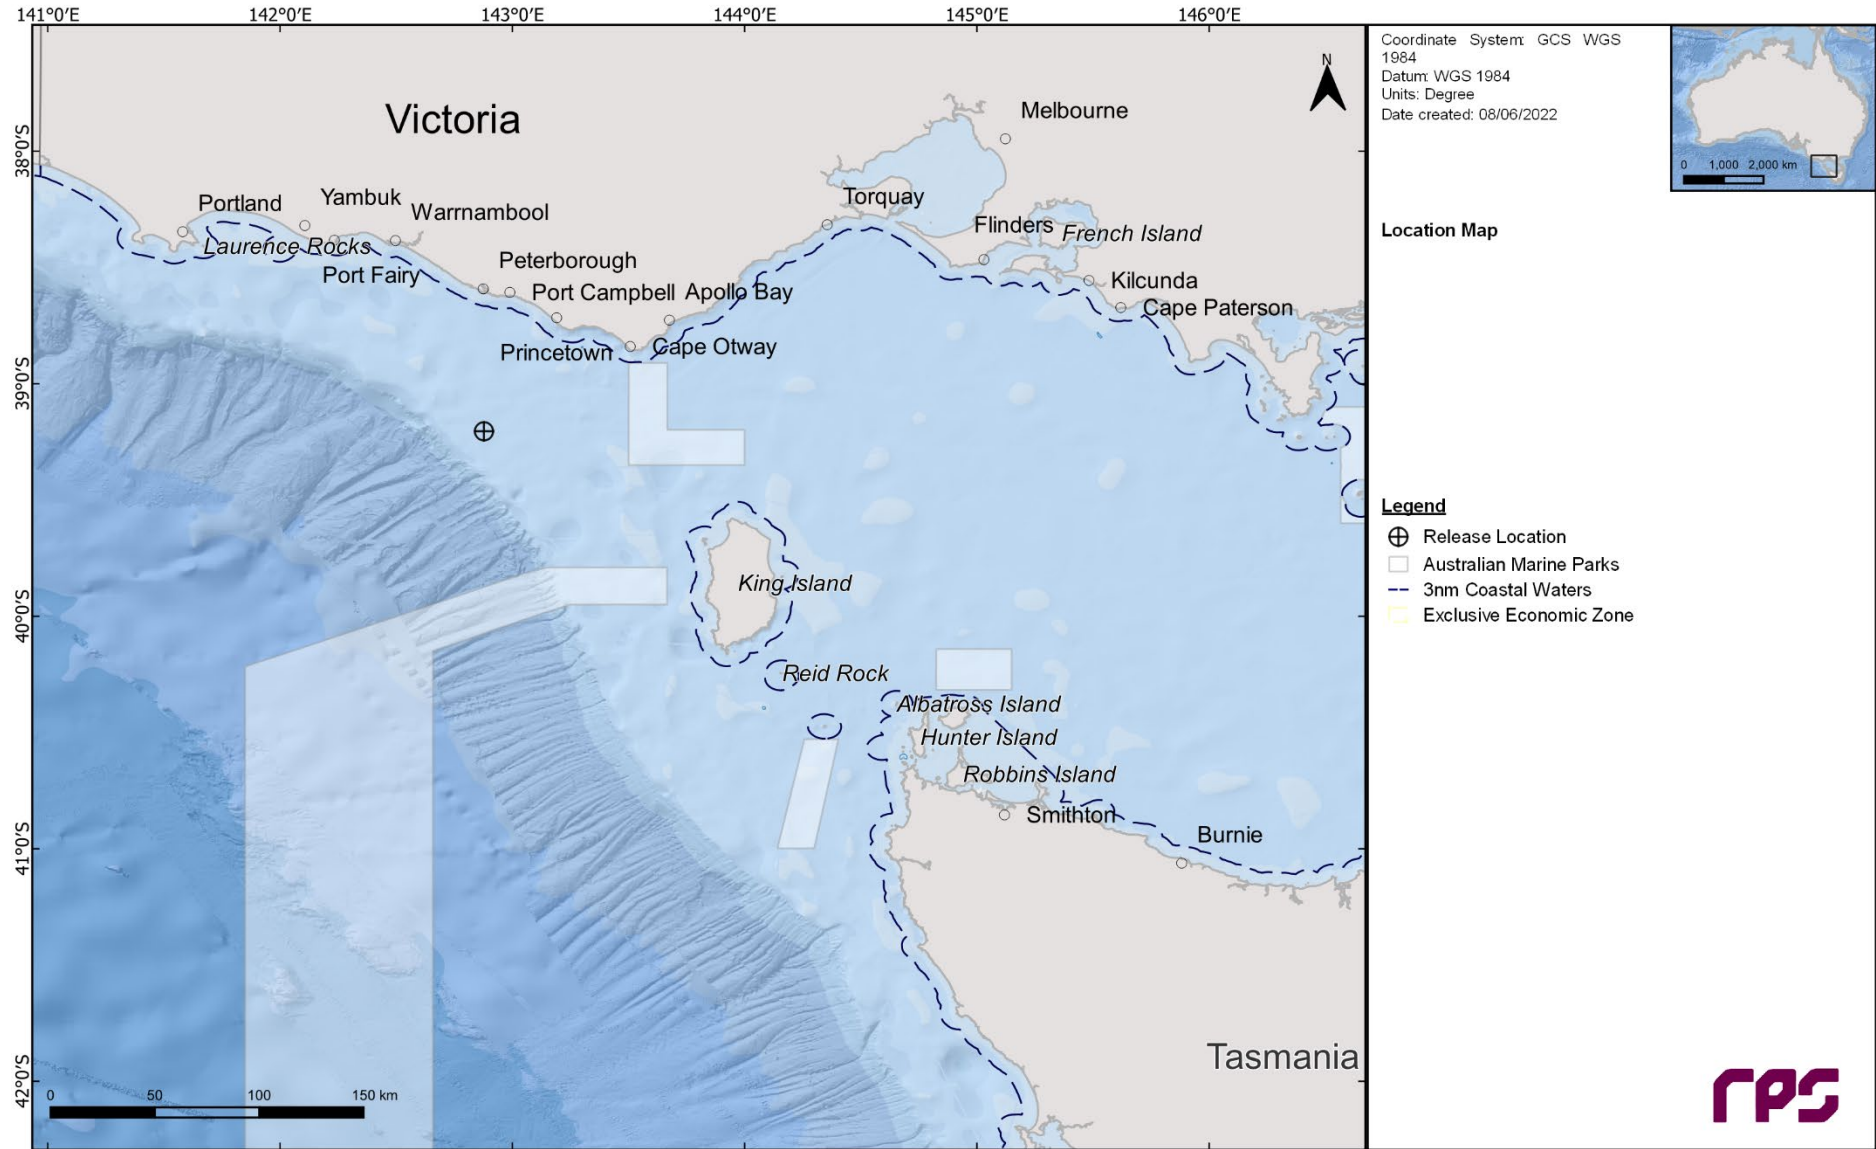 141°0'E 142°0'E 143°0'E 144°0'E 145°0'E 146°0'E
38°0'S
39°0'S
40°0'S
41°0'S
42°0'S
Victoria
Melbourne
Portland
Yambuk
Warrnambool
Laurence Rocks
Port Fairy
Peterborough
Port Campbell
Apollo Bay
Princetown
Cape Otway
Torquay
Flinders
French Island
Kilcunda
Cape Paterson
King Island
Reid Rock
Albatross Island
Hunter Island
Robbins Island
Smithton
Burnie
Tasmania
N
0 50 100 150 km
Coordinate System: GCS WGS
1984
Datum: WGS 1984
Units: Degree
Date created: 08/06/2022
0 1,000 2,000 km
Location Map
Legend
Release Location
Australian Marine Parks
3nm Coastal Waters
Exclusive Economic Zone
rps